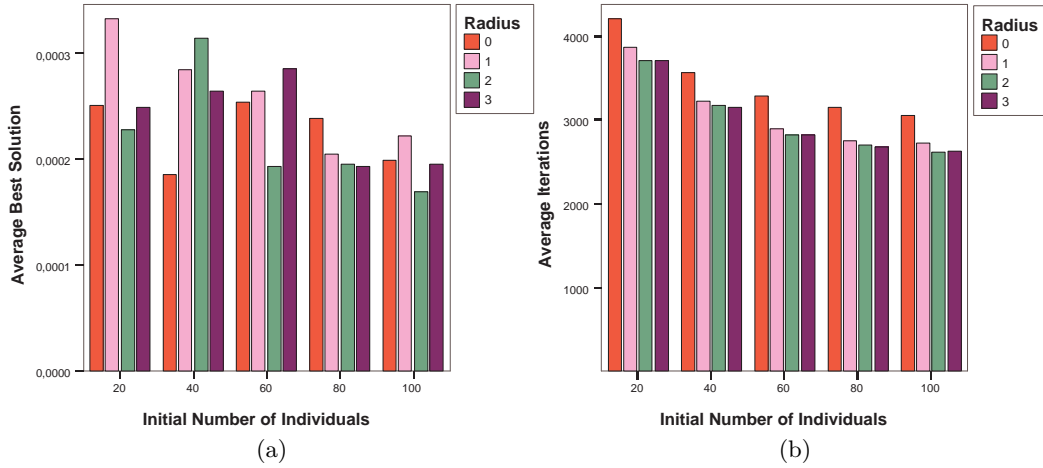 Radius
0
1
2
3
0,0003
0,0002
0,0001
0,0000
Average Best Solution
20 40 60 80 100
Initial Number of Individuals
(a)
Radius
0
1
2
3
4000
3000
2000
1000
Average Iterations
20 40 60 80 100
Initial Number of Individuals
(b)